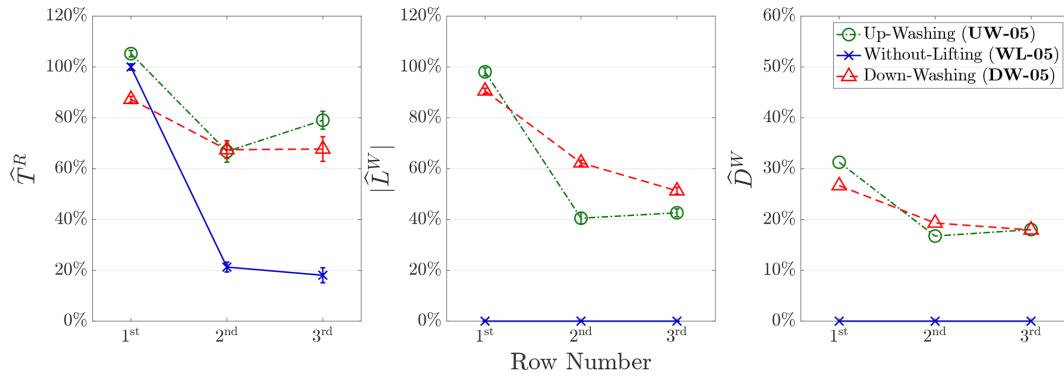 120%
100%
80%
60%
40%
20%
0%
T̂^R
1st
2nd
3rd
120%
100%
80%
60%
40%
20%
0%
|L̂^W|
1st
2nd
3rd
Row Number
60%
50%
40%
30%
20%
10%
0%
D̂^W
1st
2nd
3rd
Up-Washing (UW-05)
Without-Lifting (WL-05)
Down-Washing (DW-05)